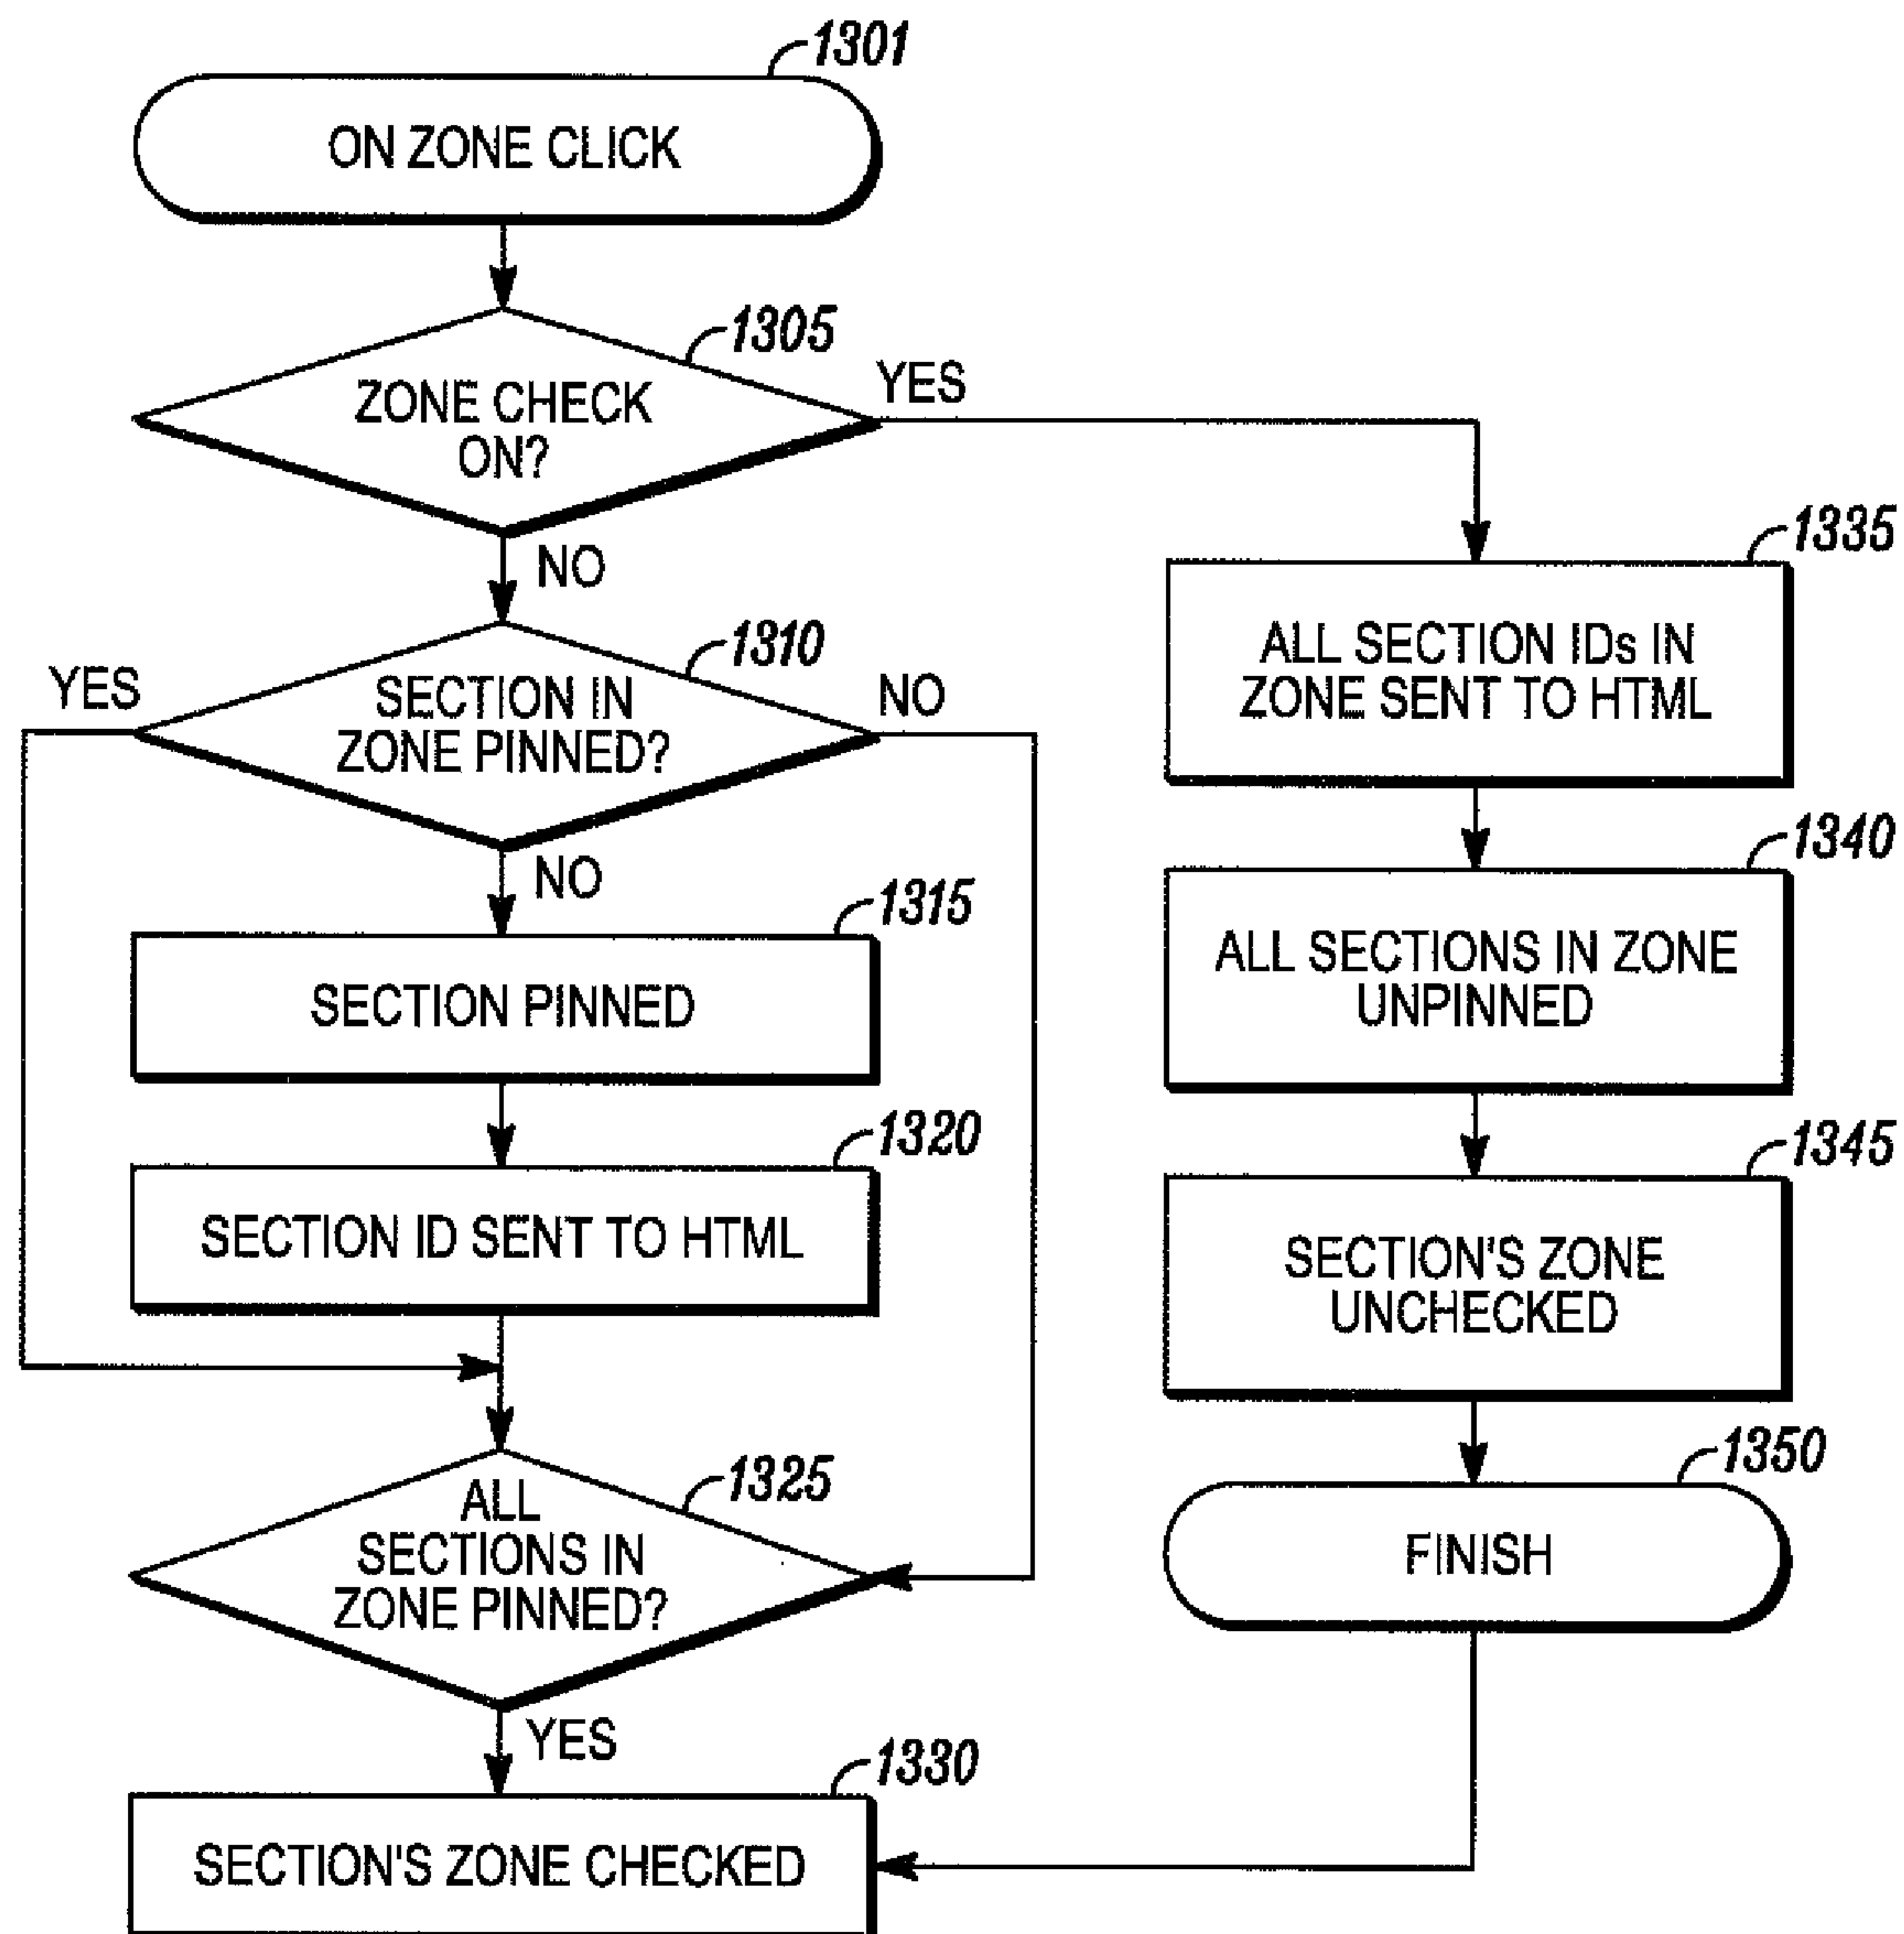 1301
ON ZONE CLICK
1305
ZONE CHECK
ON?
YES
NO
1310
SECTION IN
ZONE PINNED?
YES
NO
NO
1315
SECTION PINNED
1320
SECTION ID SENT TO HTML
1325
ALL
SECTIONS IN
ZONE PINNED?
YES
1330
SECTION'S ZONE CHECKED
1335
ALL SECTION IDs IN
ZONE SENT TO HTML
1340
ALL SECTIONS IN ZONE
UNPINNED
1345
SECTION'S ZONE
UNCHECKED
1350
FINISH